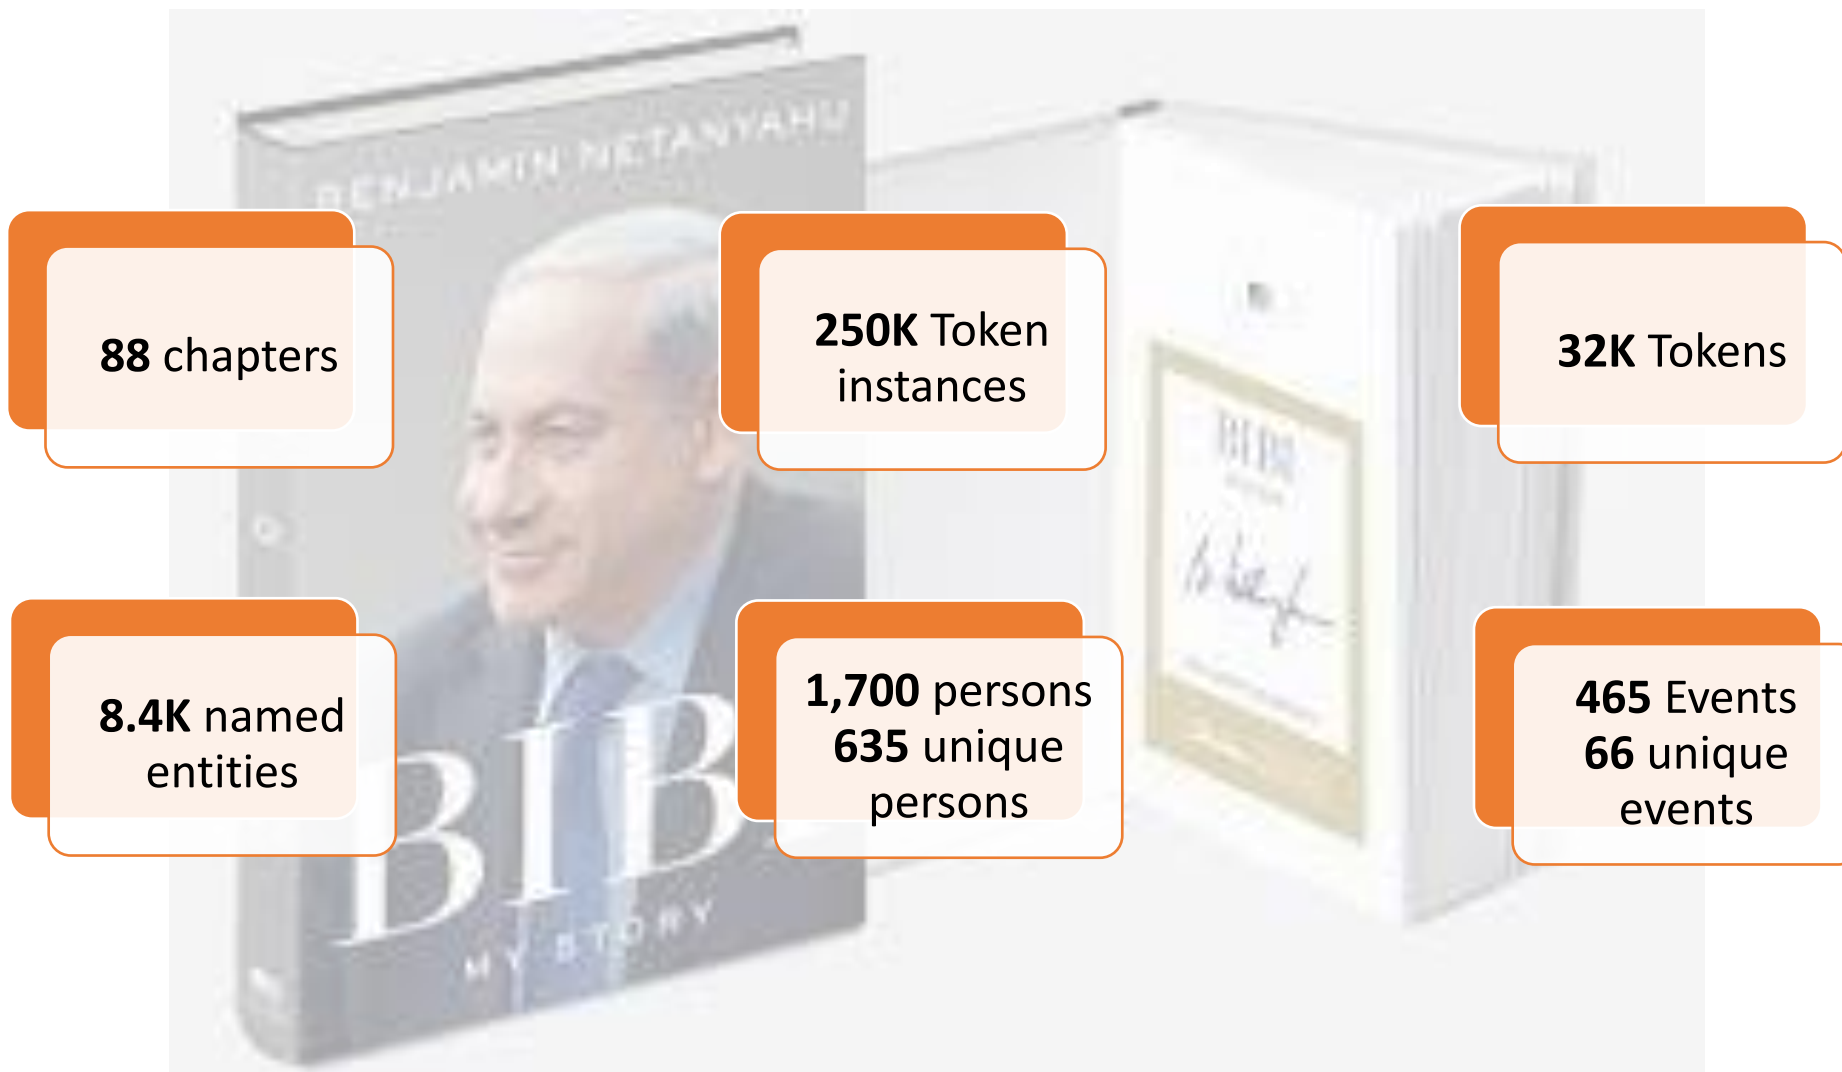 BENJAMIN NETANYAHU
88 chapters
250K Token
instances
32K Tokens
8.4K named
entities
1,700 persons
635 unique
persons
465 Events
66 unique
events
BIB
MY STORY
BIBI